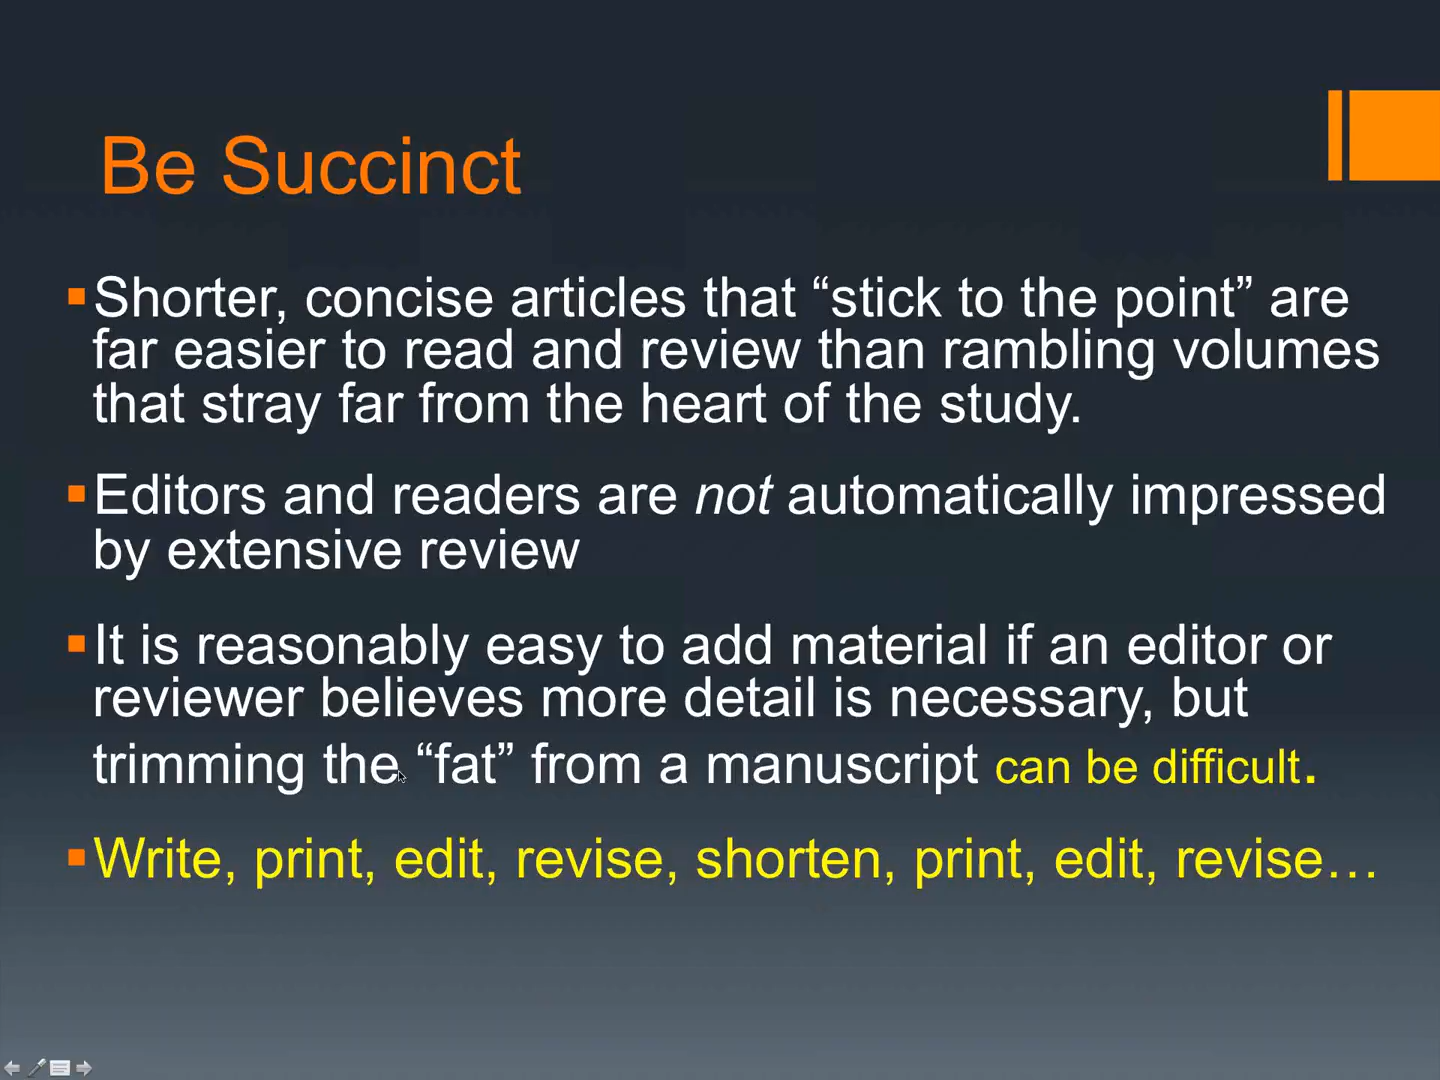 Be Succinct
Shorter, concise articles that “stick to the point” are
far easier to read and review than rambling volumes
that stray far from the heart of the study.
Editors and readers are not automatically impressed
by extensive review
It is reasonably easy to add material if an editor or
reviewer believes more detail is necessary, but
trimming the “fat” from a manuscript can be difficult.
Write, print, edit, revise, shorten, print, edit, revise…